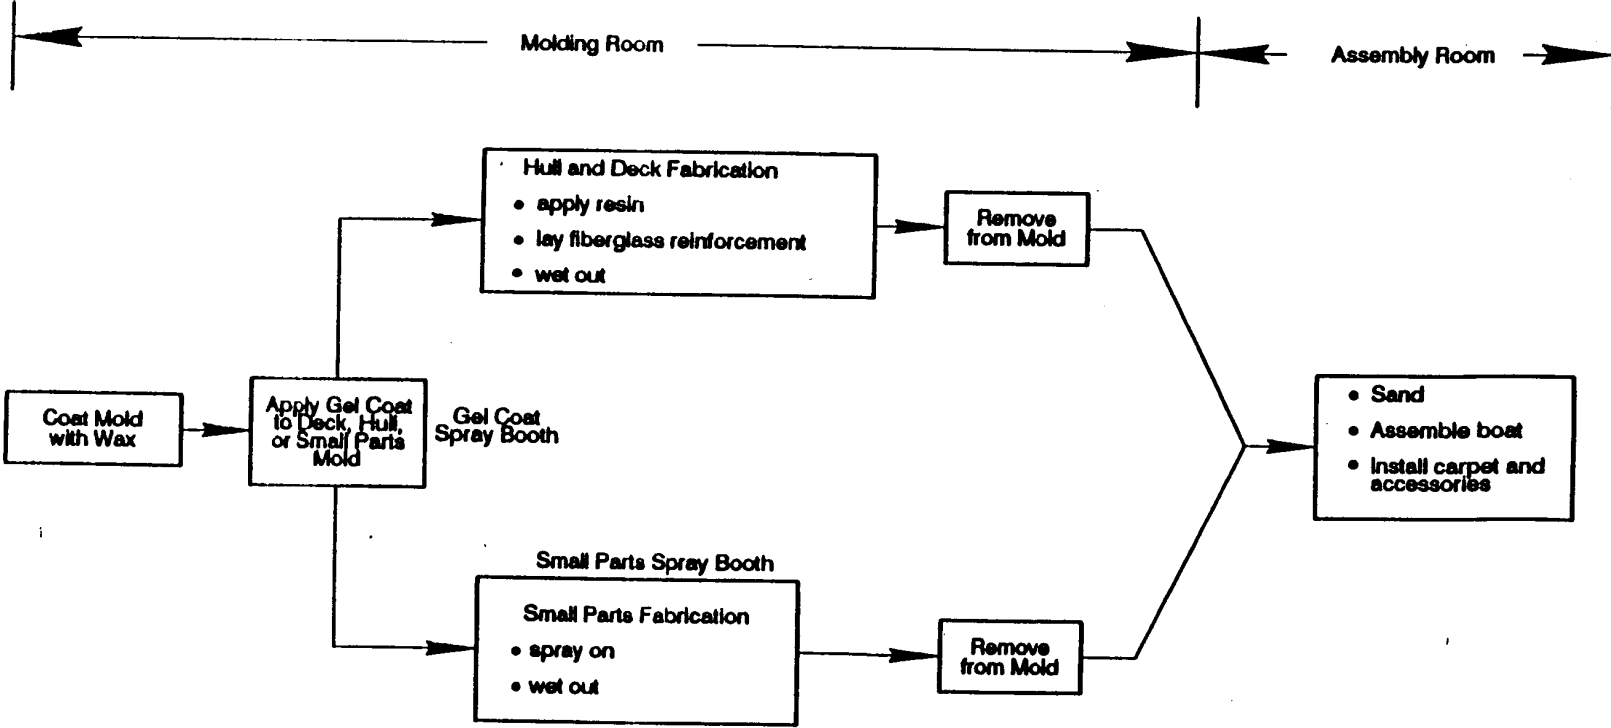 Molding Room
Assembly Room
Hull and Deck Fabrication
• apply resin
• lay fiberglass reinforcement
• wet out
Remove
from Mold
Coat Mold
with Wax
Apply Gel Coat
to Deck, Hull,
or Small Parts
Mold
Gel Coat
Spray Booth
• Sand
• Assemble boat
• Install carpet and
accessories
Small Parts Spray Booth
Small Parts Fabrication
• spray on
• wet out
Remove
from Mold